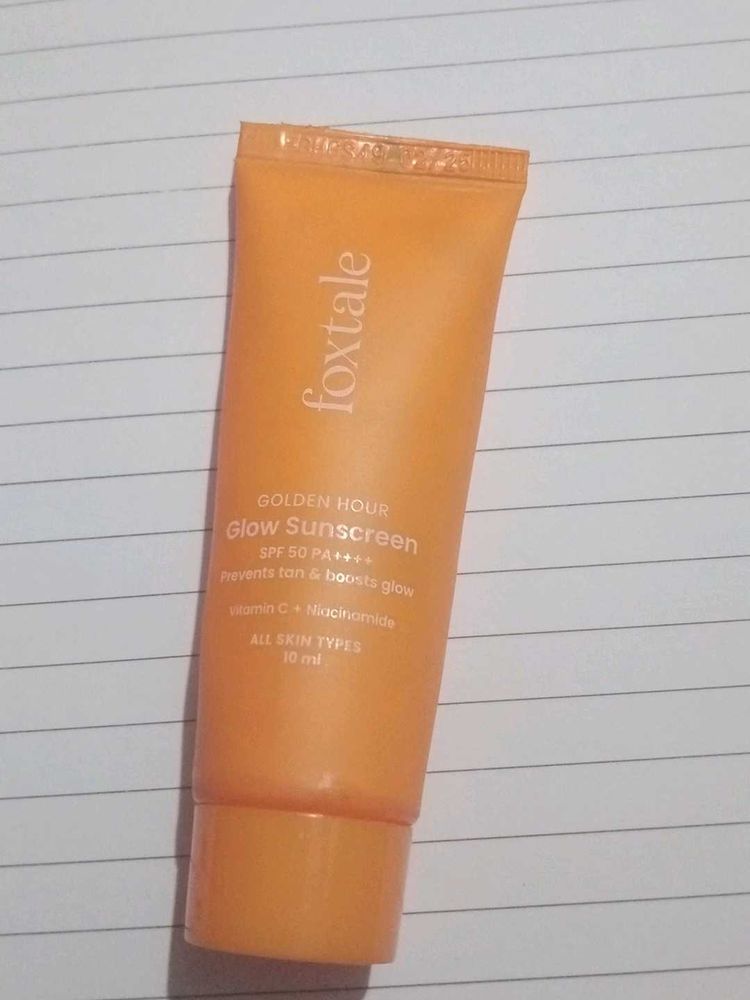 foxtale
GOLDEN HOUR
Glow Sunscreen
SPF 50 PA++++
Prevents tan & boosts glow
Vitamin C + Niacinamide
ALL SKIN TYPES
10 ml